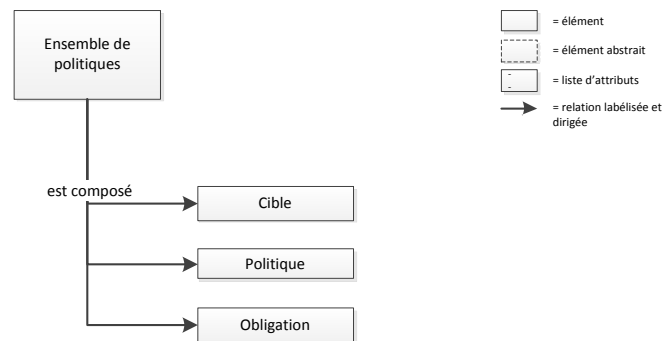 Ensemble de
politiques
est composé
Cible
Politique
Obligation
= élément
= élément abstrait
-
-
= liste d'attributs
= relation labélisée et
dirigée